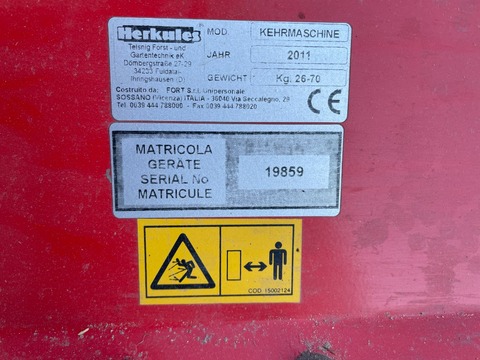 Herkules MOD. KEHRMASCHINE
Telsnig Forst - und
Gartentechnik eK JAHR 2011
Dörnbergstraße 27-29
34233 Fuldatal-
Ihringshausen (D) GEWICHT Kg. 26-70
Costruito da: FORT S.r.l. Unipersonale
SOSSANO (Vicenza) ITALIA - 36040 Via Seccalegno, 29
Tel. 0039 444 788000 - Fax 0039 444 788020 CE
MATRICOLA
GERÄTE
SERIAL No
MATRICULE
19859
COD. 15002124